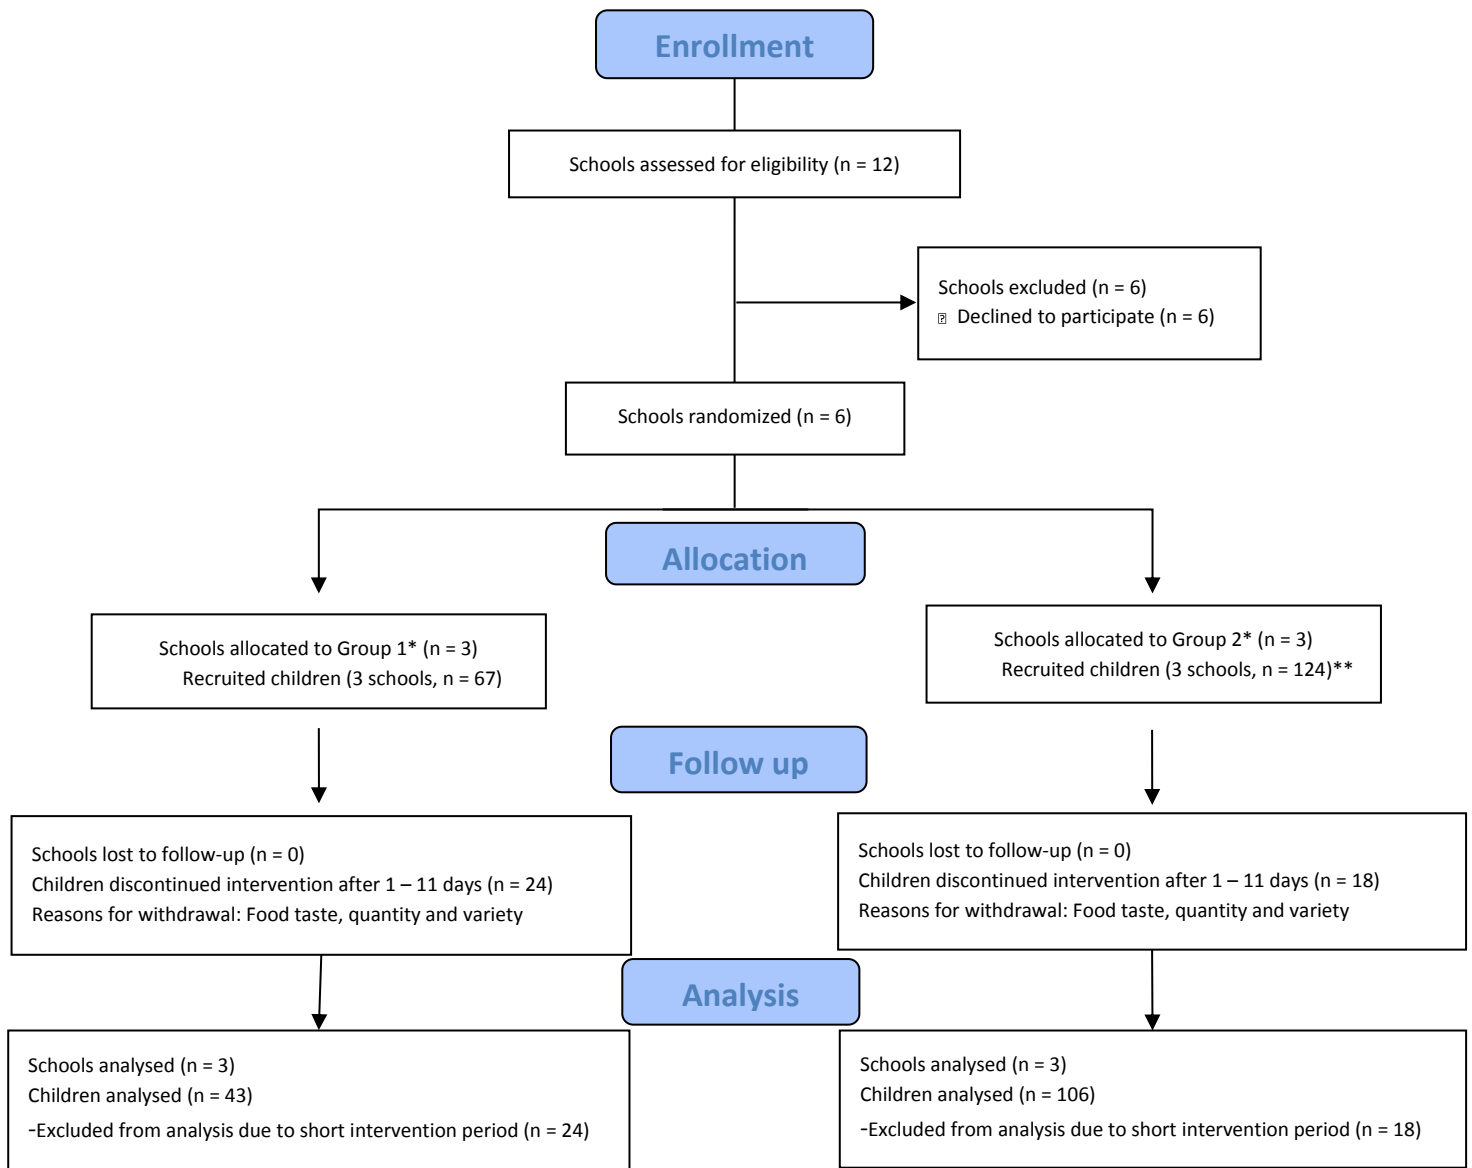 Enrollment
Schools assessed for eligibility (n = 12)
Schools excluded (n = 6)
Declined to participate (n = 6)
Schools randomized (n = 6)
Allocation
Schools allocated to Group 1* (n = 3)
Recruited children (3 schools, n = 67)
Schools allocated to Group 2* (n = 3)
Recruited children (3 schools, n = 124)**
Follow up
Schools lost to follow-up (n = 0)
Children discontinued intervention after 1 – 11 days (n = 24)
Reasons for withdrawal: Food taste, quantity and variety
Schools lost to follow-up (n = 0)
Children discontinued intervention after 1 – 11 days (n = 18)
Reasons for withdrawal: Food taste, quantity and variety
Analysis
Schools analysed (n = 3)
Children analysed (n = 43)
-Excluded from analysis due to short intervention period (n = 24)
Schools analysed (n = 3)
Children analysed (n = 106)
-Excluded from analysis due to short intervention period (n = 18)